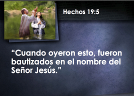 Hechos 19:5
“Cuando oyeron esto, fueron
bautizados en el nombre del
Señor Jesús.”